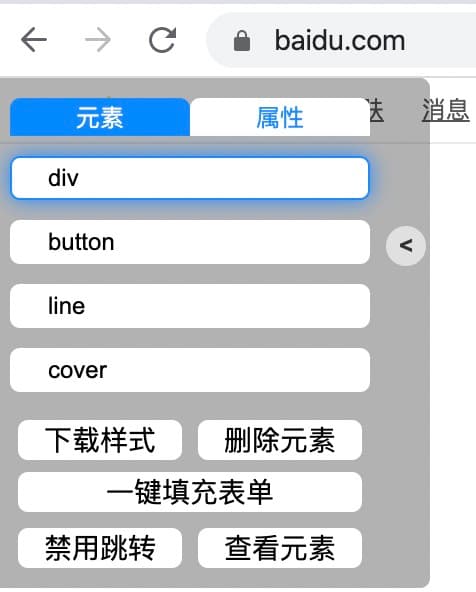 baidu.com
元素 属性
消息
div
button
<
line
cover
下载样式 删除元素
一键填充表单
禁用跳转 查看元素